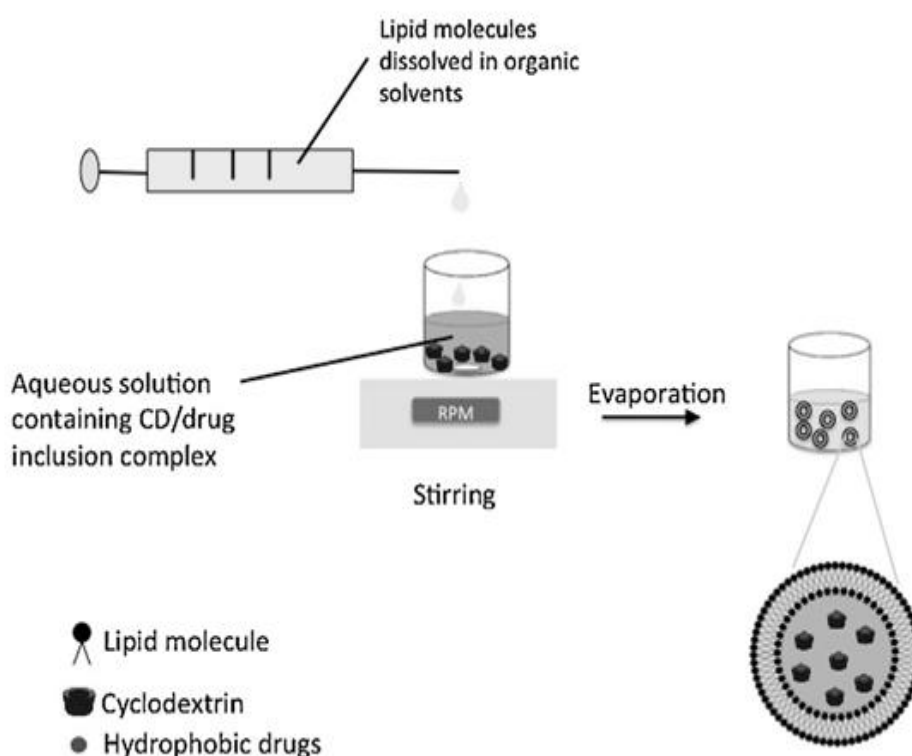 Lipid molecules
dissolved in organic
solvents
Aqueous solution
containing CD/drug
inclusion complex
RPM
Stirring
Evaporation
Lipid molecule
Cyclodextrin
Hydrophobic drugs